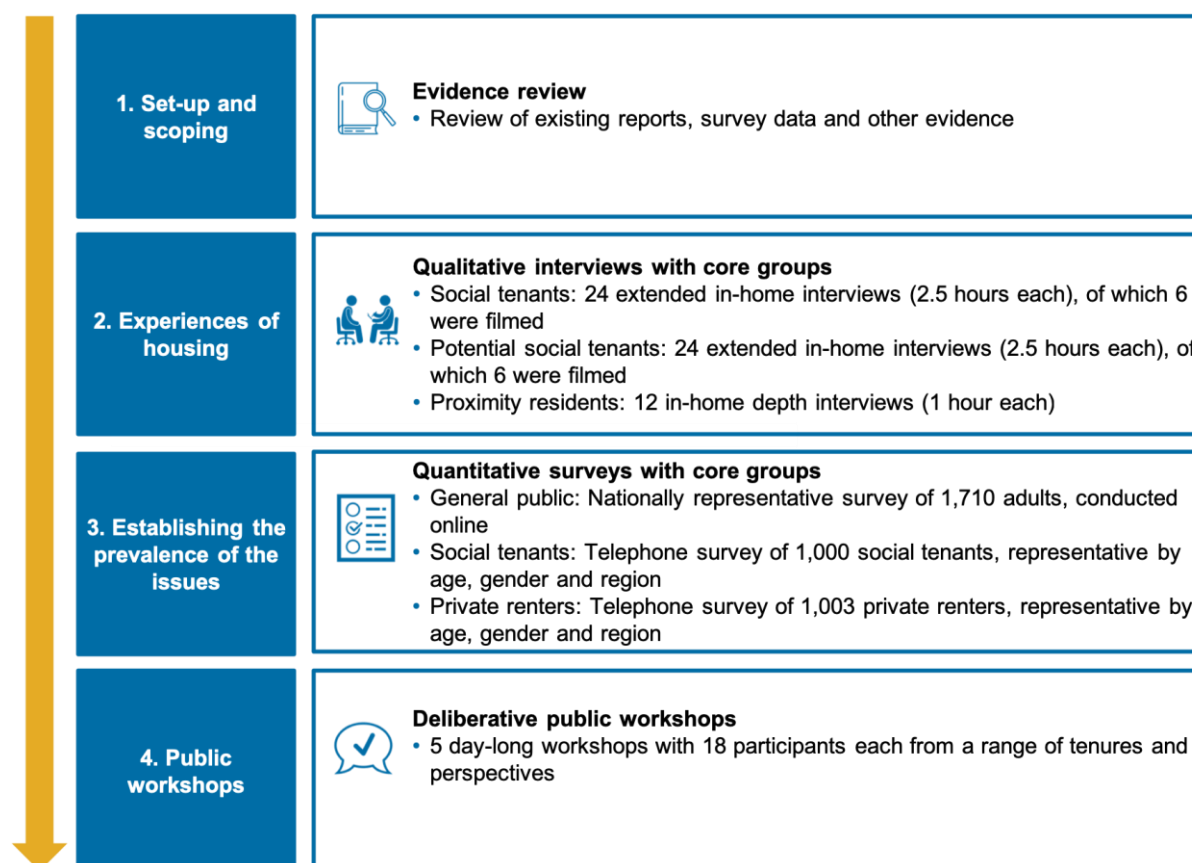 1. Set-up and
scoping
Evidence review
• Review of existing reports, survey data and other evidence
2. Experiences of
housing
Qualitative interviews with core groups
• Social tenants: 24 extended in-home interviews (2.5 hours each), of which 6
were filmed
• Potential social tenants: 24 extended in-home interviews (2.5 hours each), of
which 6 were filmed
• Proximity residents: 12 in-home depth interviews (1 hour each)
3. Establishing the
prevalence of the
issues
Quantitative surveys with core groups
• General public: Nationally representative survey of 1,710 adults, conducted
online
• Social tenants: Telephone survey of 1,000 social tenants, representative by
age, gender and region
• Private renters: Telephone survey of 1,003 private renters, representative by
age, gender and region
4. Public
workshops
Deliberative public workshops
• 5 day-long workshops with 18 participants each from a range of tenures and
perspectives